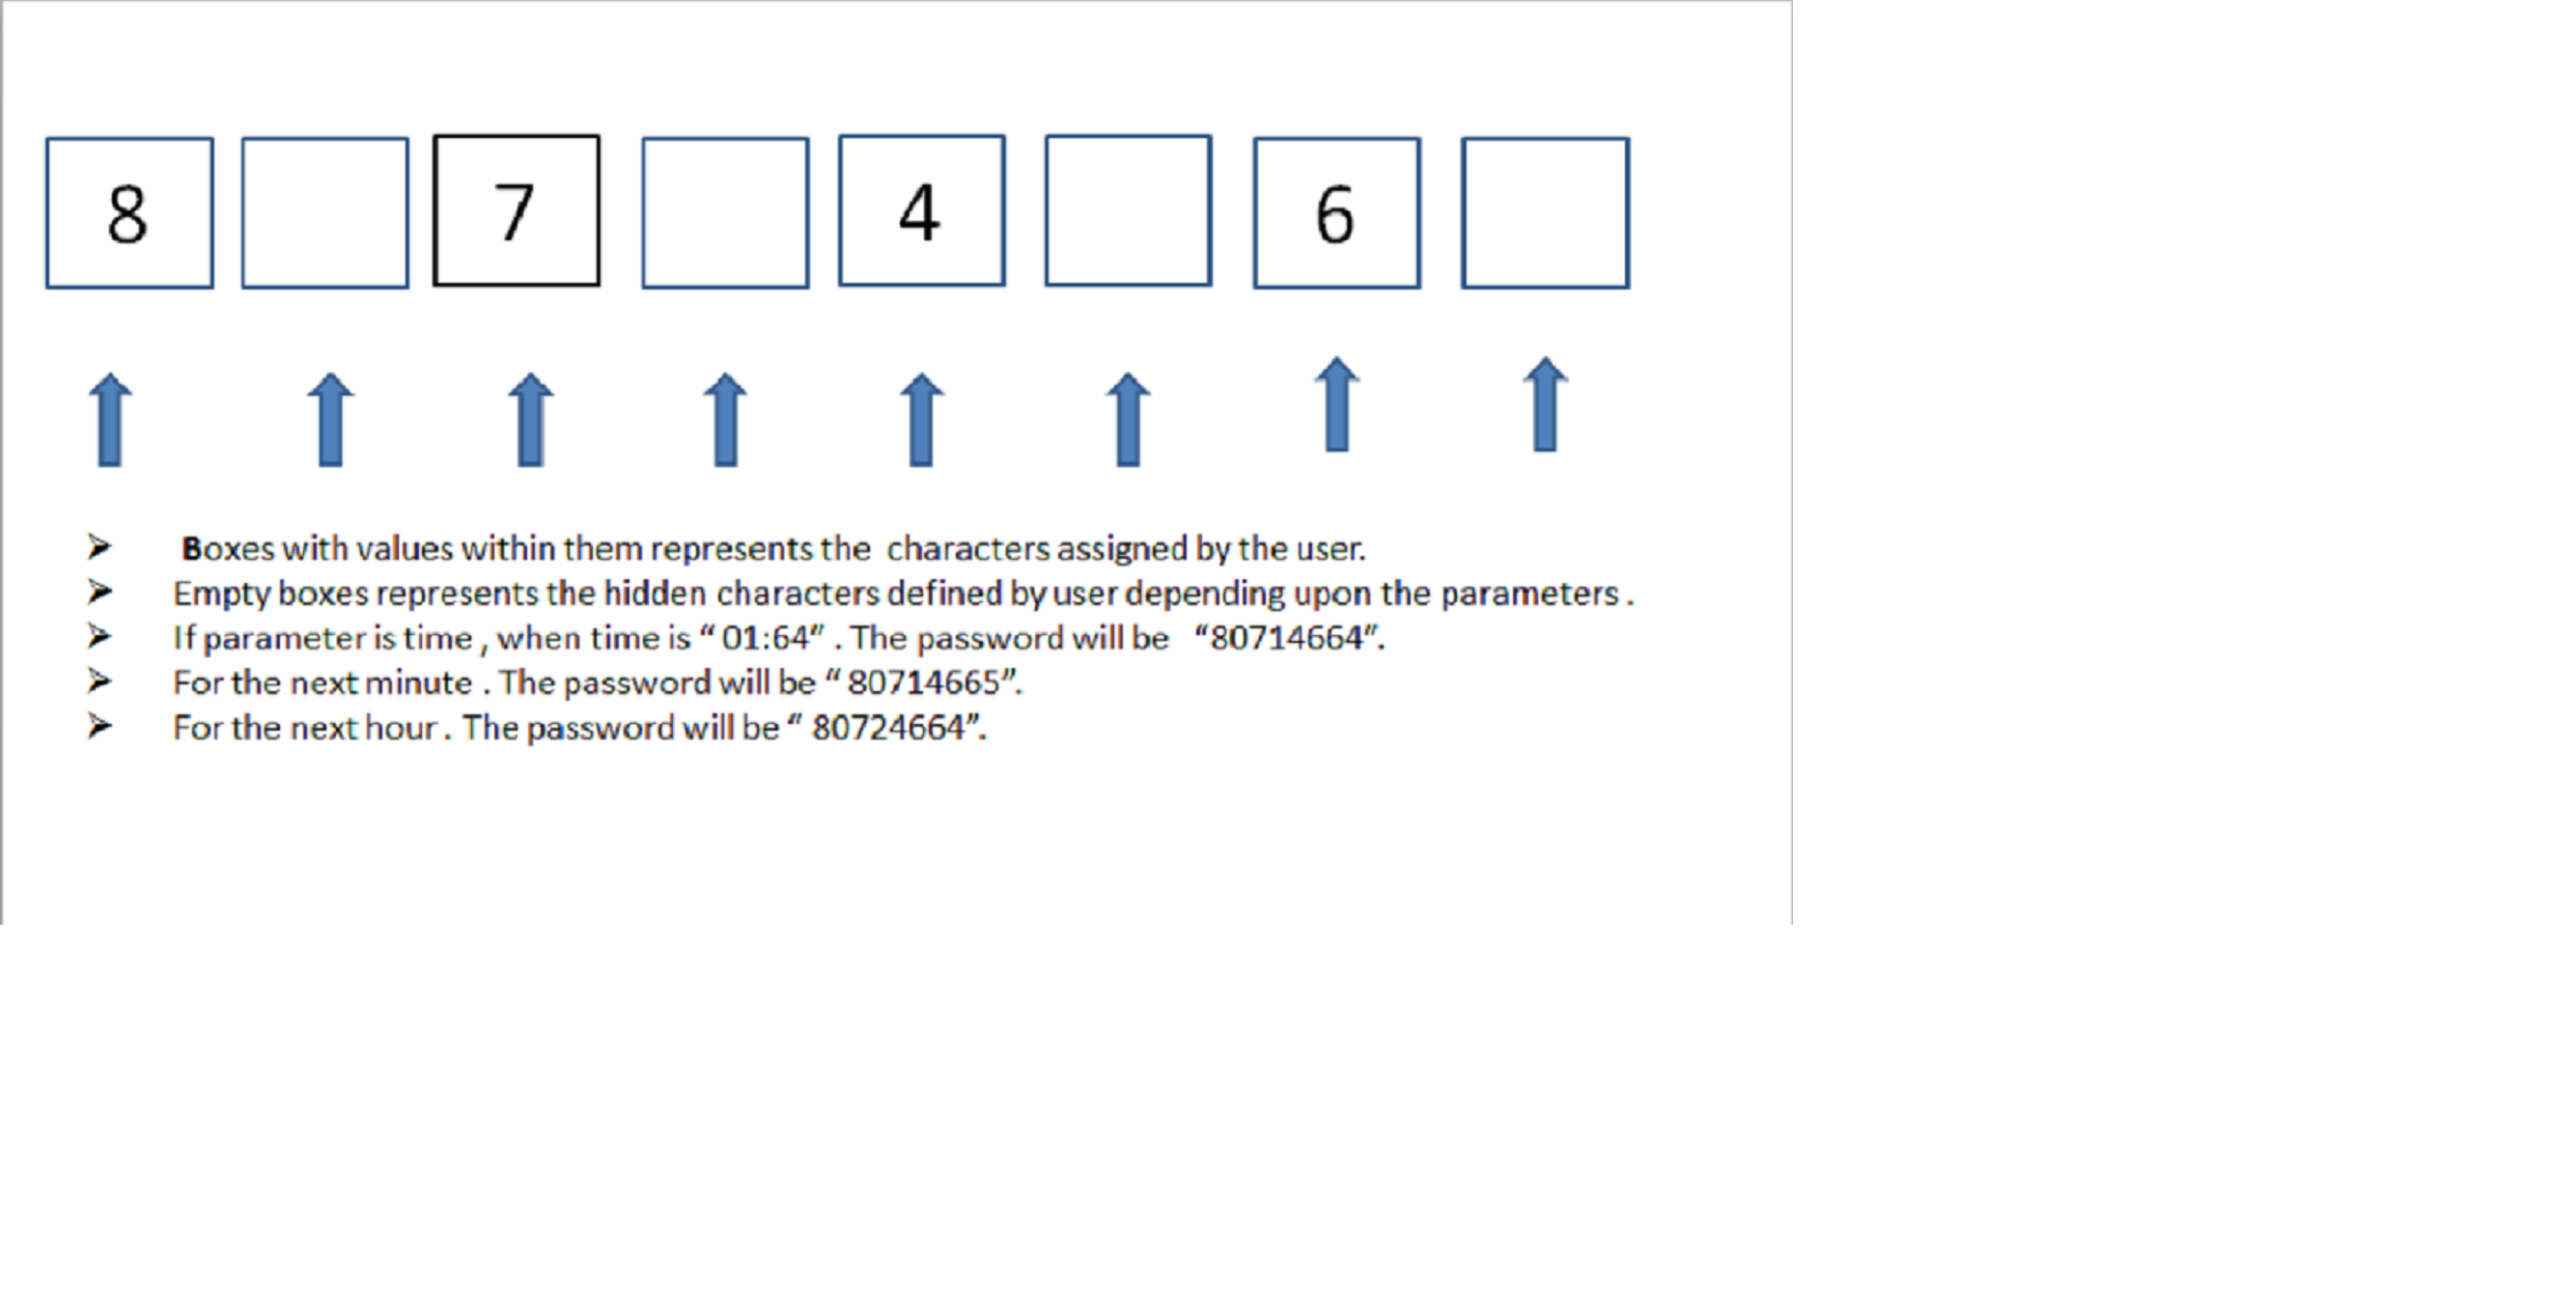 8 7 4 6
➢ Boxes with values within them represents the characters assigned by the user.
➢ Empty boxes represents the hidden characters defined by user depending upon the parameters .
➢ If parameter is time , when time is “ 01:64” . The password will be “80714664”.
➢ For the next minute . The password will be “ 80714665”.
➢ For the next hour . The password will be “ 80724664”.